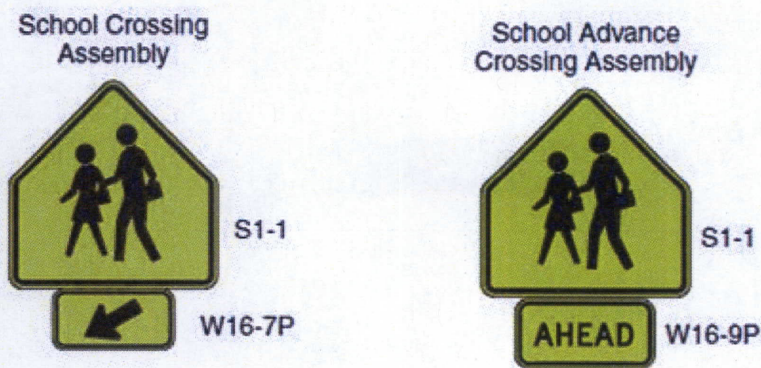 School Crossing
Assembly
S1-1
W16-7P
School Advance
Crossing Assembly
S1-1
AHEAD
W16-9P